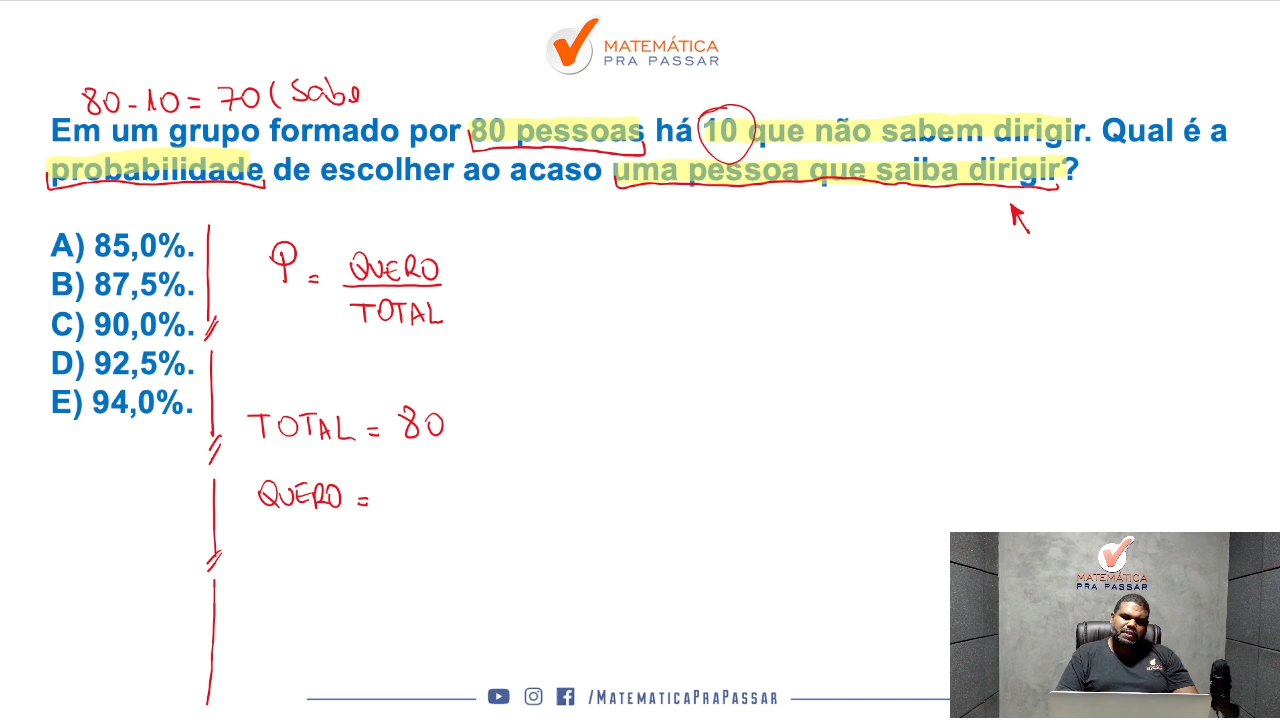 MATEMÁTICA
PRA PASSAR
80-10 = 70 ( Sabe
Em um grupo formado por 80 pessoas há 10 que não sabem dirigir. Qual é a
probabilidade de escolher ao acaso uma pessoa que saiba dirigir?
A) 85,0%.
B) 87,5%.
C) 90,0%.
D) 92,5%.
E) 94,0%.
P = QUERO
TOTAL
TOTAL = 80
QUERO =
MATEMÁTICA
PRA PASSAR
/MATEMATICAPRAPASSAR